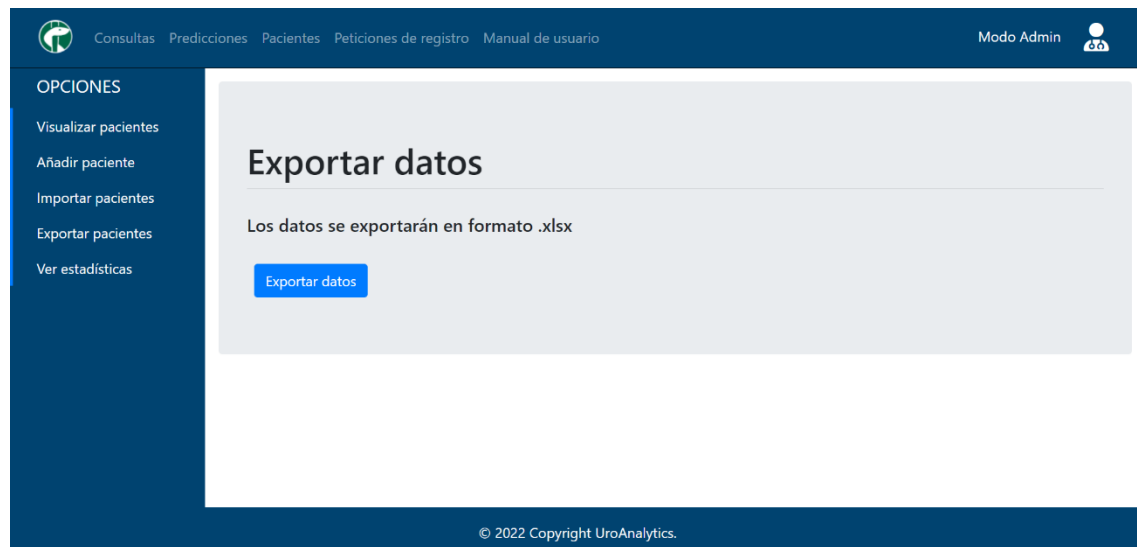 Consultas Predicciones Pacientes Peticiones de registro Manual de usuario Modo Admin
OPCIONES
Visualizar pacientes
Añadir paciente
Importar pacientes
Exportar pacientes
Ver estadísticas
Exportar datos
Los datos se exportarán en formato .xlsx
Exportar datos
© 2022 Copyright UroAnalytics.